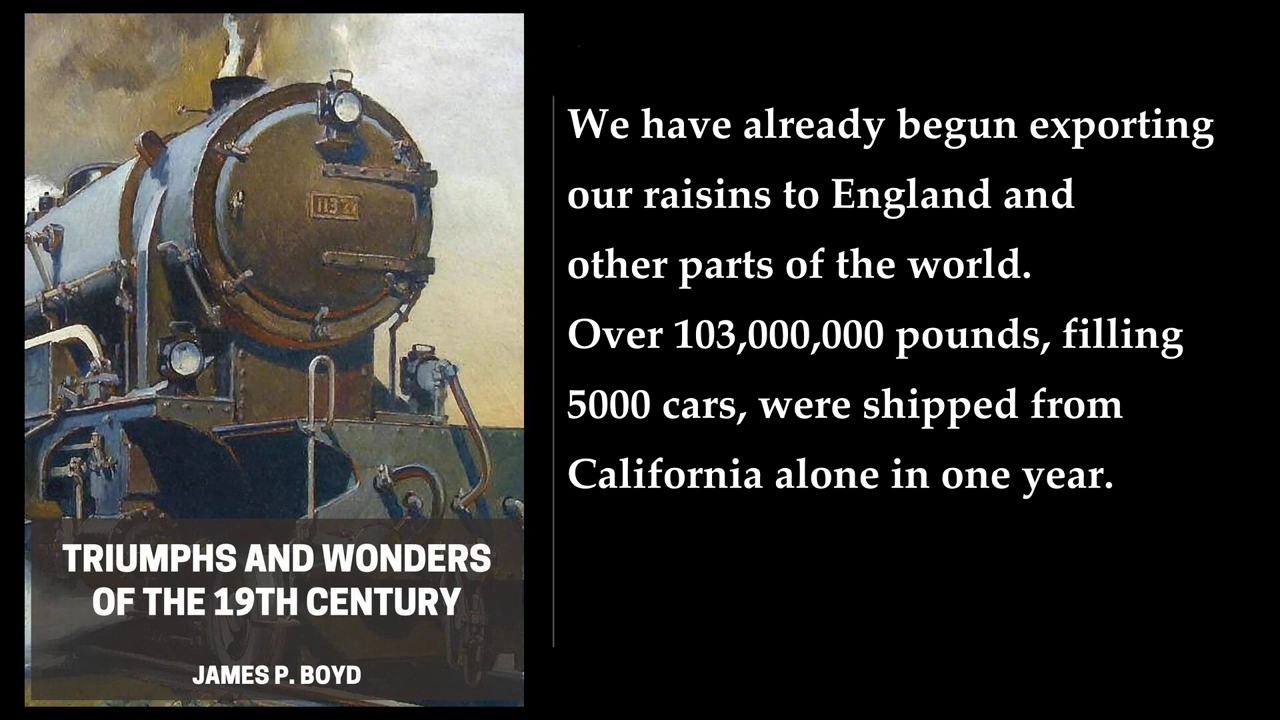 We have already begun exporting
our raisins to England and
other parts of the world.
Over 103,000,000 pounds, filling
5000 cars, were shipped from
California alone in one year.
TRIUMPHS AND WONDERS
OF THE 19TH CENTURY
JAMES P. BOYD